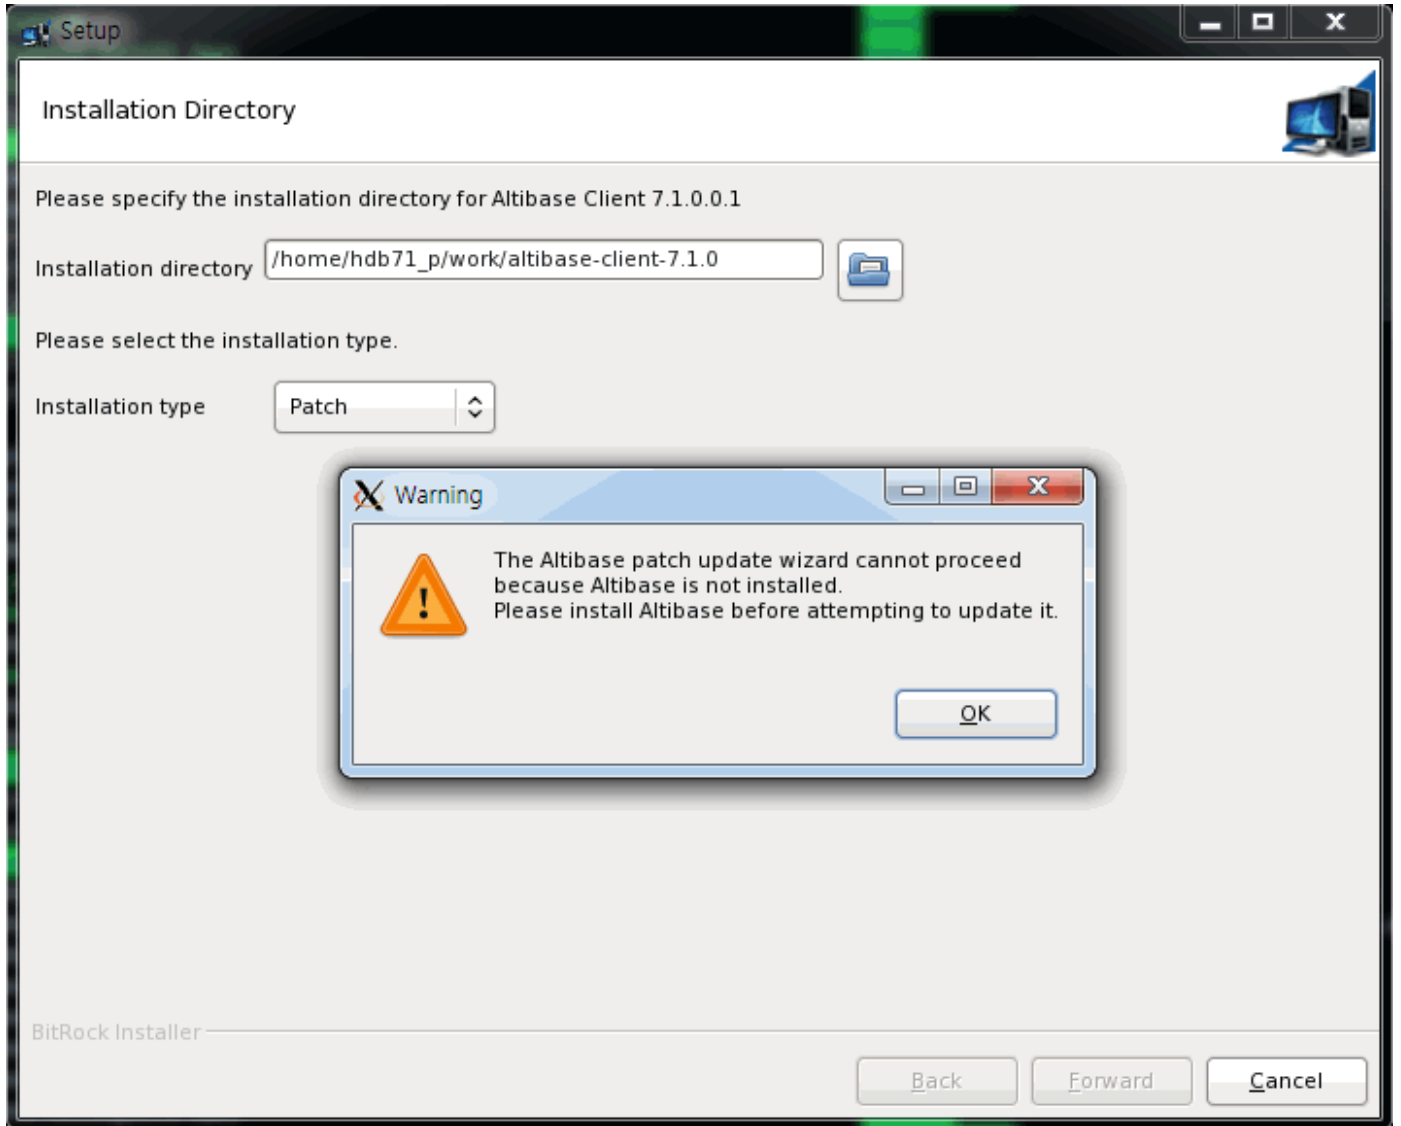 Setup
Installation Directory
Please specify the installation directory for Altibase Client 7.1.0.0.1
Installation directory /home/hdb71_p/work/altibase-client-7.1.0
Please select the installation type.
Installation type Patch
Warning
The Altibase patch update wizard cannot proceed
because Altibase is not installed.
Please install Altibase before attempting to update it.
OK
BitRock Installer
Back Forward Cancel